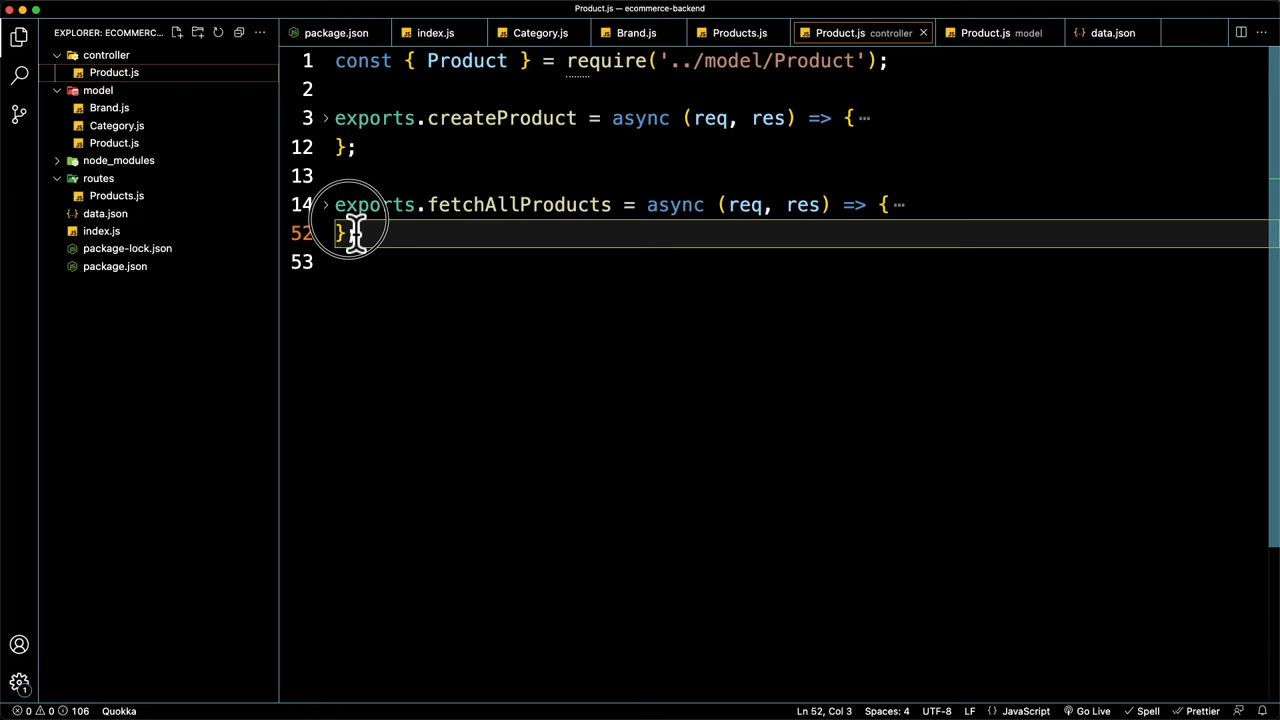 Product.js — ecommerce-backend
EXPLORER: ECOMMERC...
controller
Product.js
model
Brand.js
Category.js
Product.js
node_modules
routes
Products.js
data.json
index.js
package-lock.json
package.json
package.json
index.js
Category.js
Brand.js
Products.js
Product.js controller
Product.js model
data.json
1 const { Product } = require('../model/Product');
2
3 exports.createProduct = async (req, res) => {
12 };
13
14 exports.fetchAllProducts = async (req, res) => {
52 };
53
1
0 0 106 Quokka
Ln 52, Col 3 Spaces: 4 UTF-8 LF {} JavaScript Go Live Spell Prettier